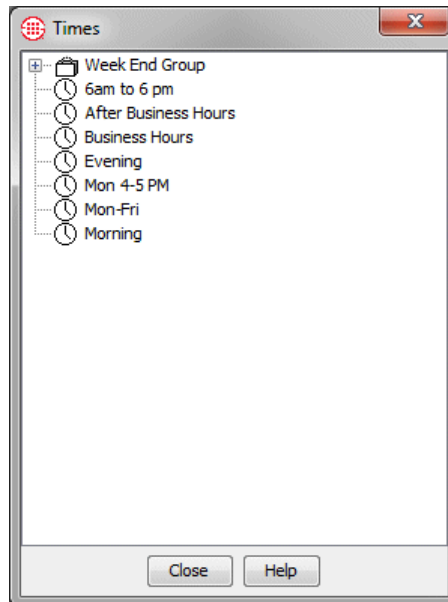 Times
Week End Group
6am to 6 pm
After Business Hours
Business Hours
Evening
Mon 4-5 PM
Mon-Fri
Morning
Close
Help